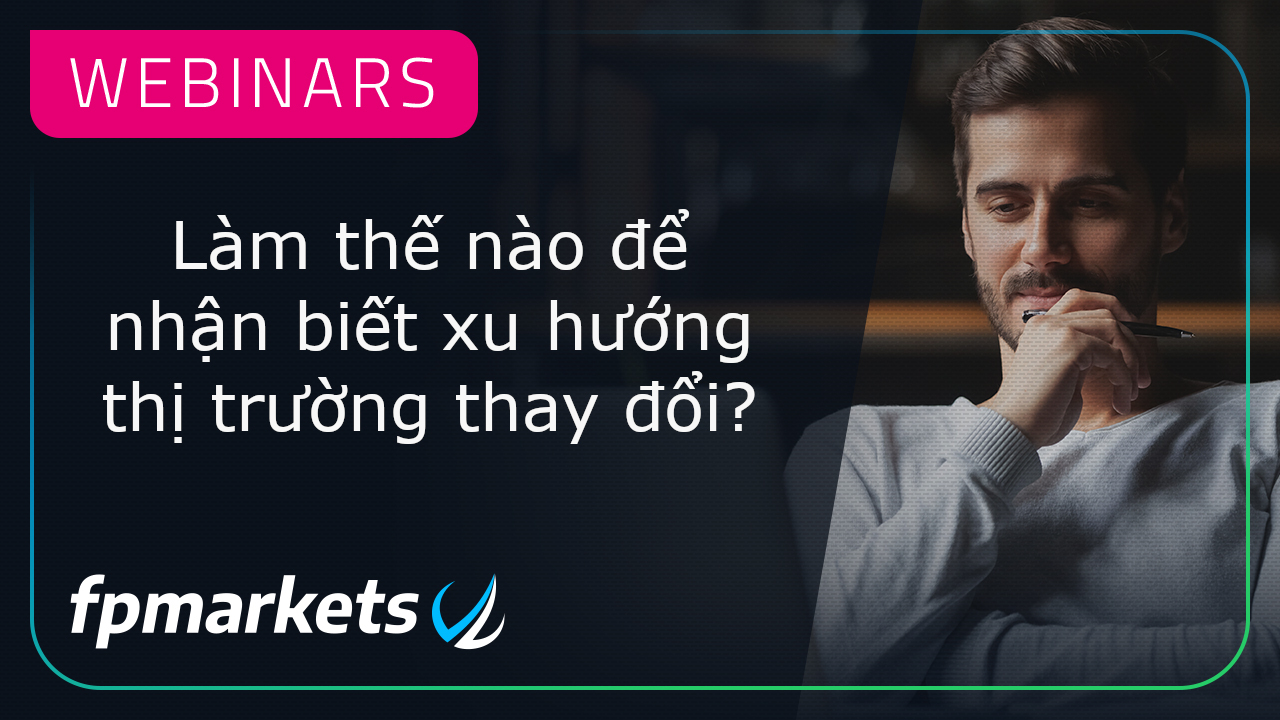 WEBINARS
Làm thế nào để
nhận biết xu hướng
thị trường thay đổi?
fpmarkets